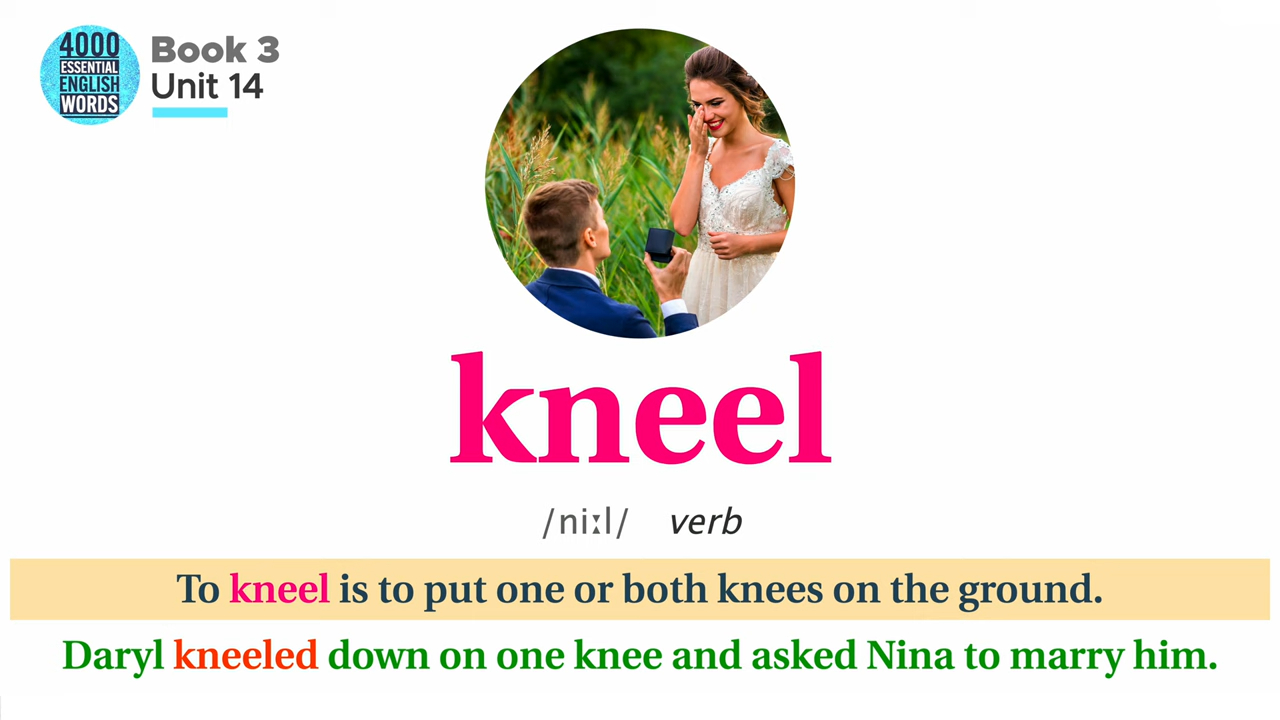 4000
ESSENTIAL
ENGLISH
WORDS
Book 3
Unit 14
kneel
/niːl/ verb
To kneel is to put one or both knees on the ground.
Daryl kneeled down on one knee and asked Nina to marry him.